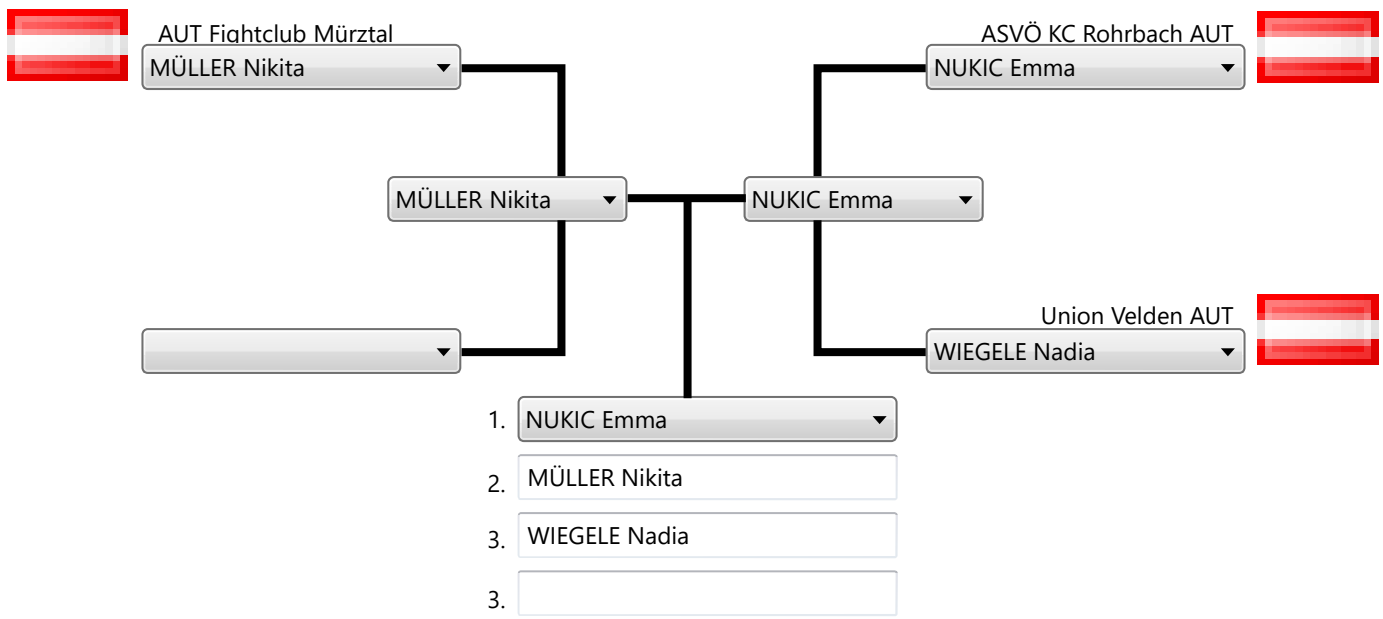 AUT Fightclub Mürztal
ASVÖ KC Rohrbach AUT
MÜLLER Nikita
NUKIC Emma
MÜLLER Nikita
NUKIC Emma
Union Velden AUT
WIEGELE Nadia
1. NUKIC Emma
2. MÜLLER Nikita
3. WIEGELE Nadia
3.